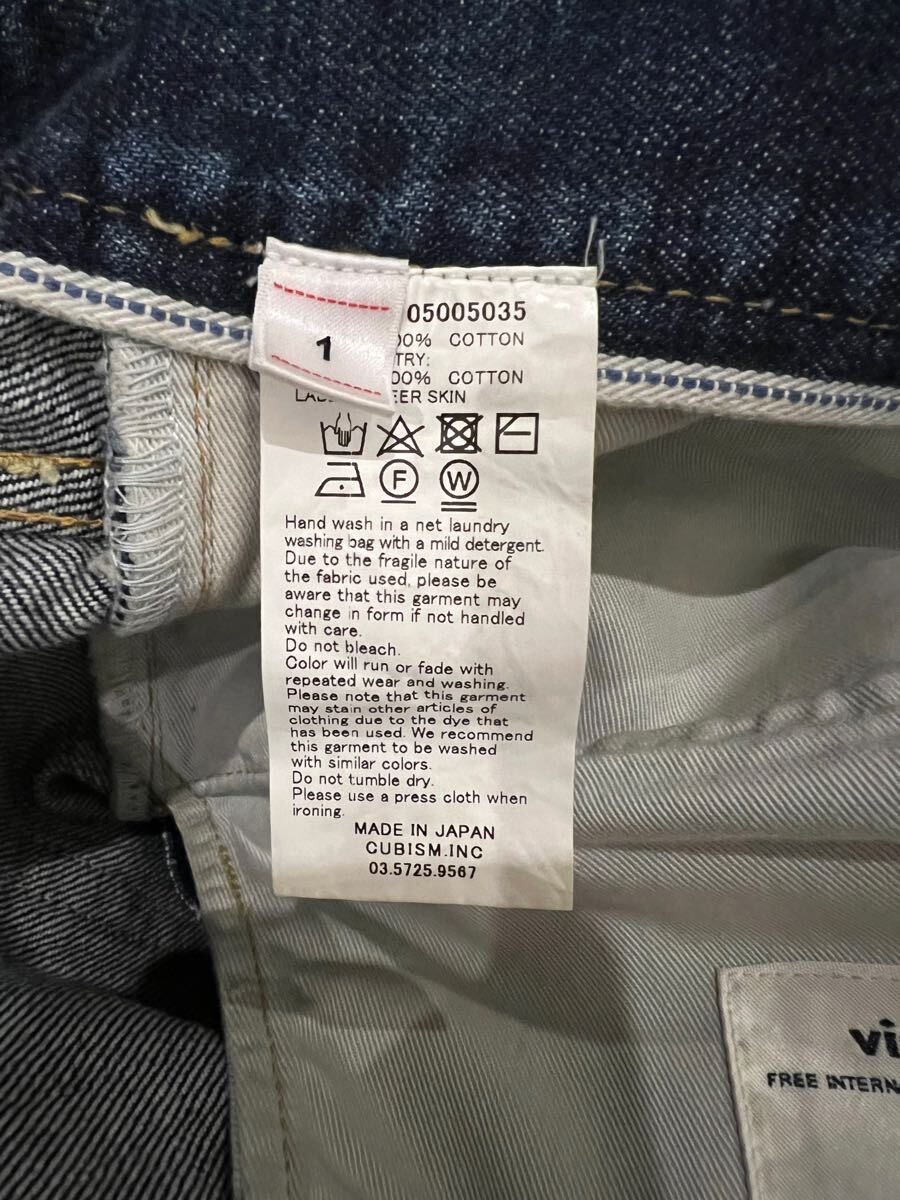 1
05005035
00% COTTON
TRY:
00% COTTON
SKIN
F
W
Hand wash in a net laundry
washing bag with a mild detergent.
Due to the fragile nature of
the fabric used, please be
aware that this garment may
change in form if not handled
with care.
Do not bleach.
Color will run or fade with
repeated wear and washing.
Please note that this garment
may stain other articles of
clothing due to the dye that
has been used. We recommend
this garment to be washed
with similar colors.
Do not tumble dry.
Please use a press cloth when
ironing.
MADE IN JAPAN
CUBISM.INC
03.5725.9567
vi
FREE INTERN